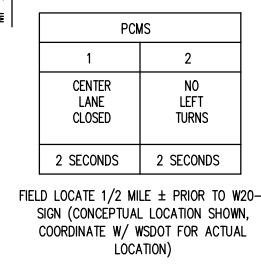 PCMS
1 2
CENTER LANE CLOSED
NO LEFT TURNS
2 SECONDS 2 SECONDS
FIELD LOCATE 1/2 MILE ± PRIOR TO W20-
SIGN (CONCEPTUAL LOCATION SHOWN,
COORDINATE W/ WSDOT FOR ACTUAL
LOCATION)